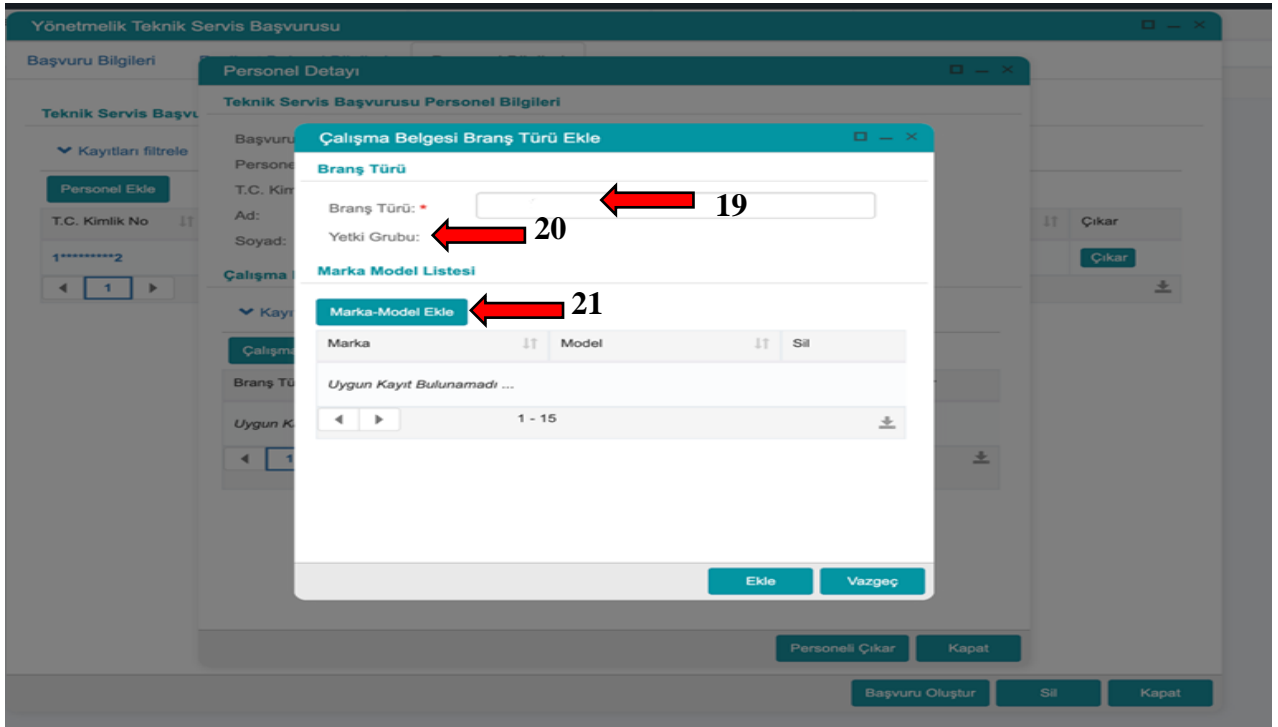 Yönetmelik Teknik Servis Başvurusu
Başvuru Bilgileri
Personel Detayı
Teknik Servis Başvurusu Personel Bilgileri
Teknik Servis Başvu
Başvuru
Çalışma Belgesi Branş Türü Ekle
Kayıtları filtrele
Persone
Branş Türü
Personel Ekle
T.C. Kim
Branş Türü: *
19
T.C. Kimlik No
Ad:
Çıkar
Yetki Grubu:
20
Soyad:
1*********2
Çıkar
Çalışma
Marka Model Listesi
1
Kayı
Marka-Model Ekle
21
Çalışma
Marka
Model
Sil
Branş Tü
Uygun Kayıt Bulunamadı ...
Uygun K
1 - 15
1
Ekle
Vazgeç
Personeli Çıkar
Kapat
Başvuru Oluştur
Sil
Kapat